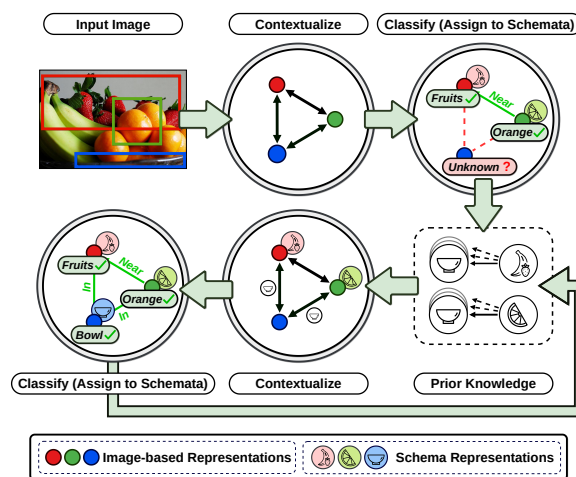 Input Image
Contextualize
Classify (Assign to Schemata)
Fruits ✓
Near
Orange ✓
Unknown ?
Fruits ✓
Near
Orange ✓
In
In
Bowl ✓
Classify (Assign to Schemata)
Contextualize
Prior Knowledge
Image-based Representations
Schema Representations